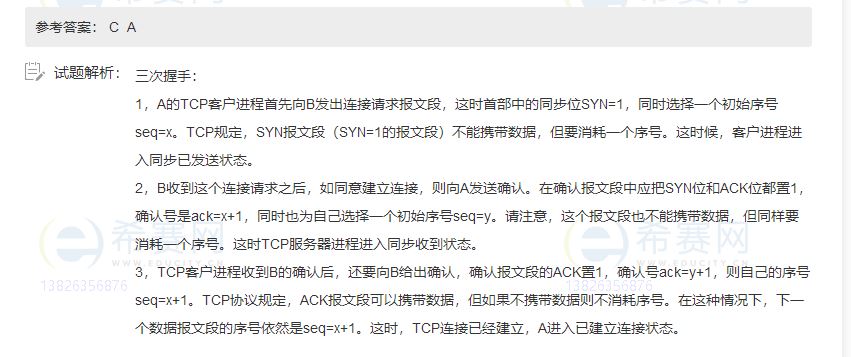 参考答案： C A
试题解析： 三次握手：
1，A的TCP客户进程首先向B发出连接请求报文段，这时首部中的同步位SYN=1，同时选择一个初始序号
seq=x。TCP规定，SYN报文段（SYN=1的报文段）不能携带数据，但要消耗一个序号。这时候，客户进程进
入同步已发送状态。
2，B收到这个连接请求之后，如同意建立连接，则向A发送确认。在确认报文段中应把SYN位和ACK位都置1，
确认号是ack=x+1，同时也为自己选择一个初始序号seq=y。请注意，这个报文段也不能携带数据，但同样要
消耗一个序号。这时TCP服务器进程进入同步收到状态。
3，TCP客户进程收到B的确认后，还要向B给出确认，确认报文段的ACK置1，确认号ack=y+1，则自己的序号
seq=x+1。TCP协议规定，ACK报文段可以携带数据，但如果不携带数据则不消耗序号。在这种情况下，下一
个数据报文段的序号依然是seq=x+1。这时，TCP连接已经建立，A进入已建立连接状态。
希赛网
WWW.EDUCITY.CN
13826356876
希赛网
WWW.EDUCITY.CN
13826356876